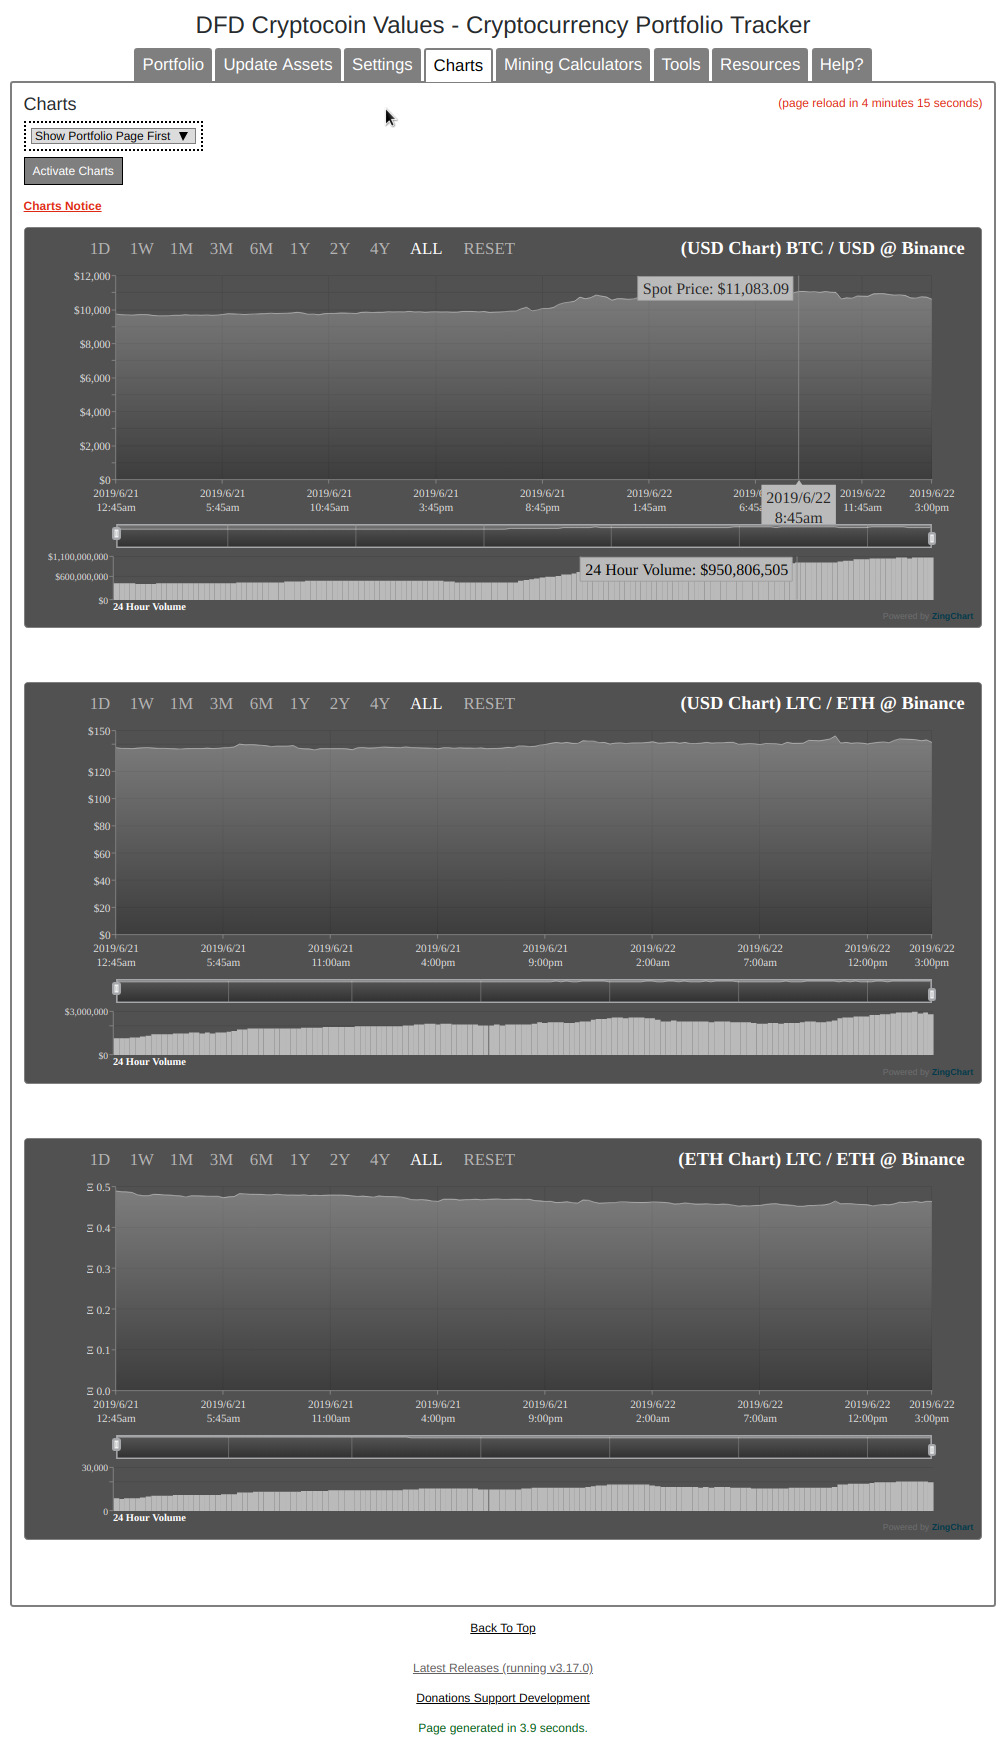 DFD Cryptocoin Values - Cryptocurrency Portfolio Tracker
Portfolio Update Assets Settings Charts Mining Calculators Tools Resources Help?
Charts (page reload in 4 minutes 15 seconds)
Show Portfolio Page First ▼
Activate Charts
Charts Notice
1D 1W 1M 3M 6M 1Y 2Y 4Y ALL RESET (USD Chart) BTC / USD @ Binance
$12,000
Spot Price: $11,083.09
$10,000
$8,000
$6,000
$4,000
$2,000
$0
2019/6/21 2019/6/21 2019/6/21 2019/6/21 2019/6/21 2019/6/22 2019/6/22 2019/6/22 2019/6/22
12:45am 5:45am 10:45am 3:45pm 8:45pm 1:45am 8:45am 11:45am 3:00pm
$1,100,000,000
24 Hour Volume: $950,806,505
$600,000,000
$0
24 Hour Volume
Powered by ZingChart
1D 1W 1M 3M 6M 1Y 2Y 4Y ALL RESET (USD Chart) LTC / ETH @ Binance
$150
$120
$100
$80
$60
$40
$20
$0
2019/6/21 2019/6/21 2019/6/21 2019/6/21 2019/6/21 2019/6/22 2019/6/22 2019/6/22 2019/6/22
12:45am 5:45am 11:00am 4:00pm 9:00pm 2:00am 7:00am 12:00pm 3:00pm
$3,000,000
$0
24 Hour Volume
Powered by ZingChart
1D 1W 1M 3M 6M 1Y 2Y 4Y ALL RESET (ETH Chart) LTC / ETH @ Binance
Ξ 0.5
Ξ 0.4
Ξ 0.3
Ξ 0.2
Ξ 0.1
Ξ 0.0
2019/6/21 2019/6/21 2019/6/21 2019/6/21 2019/6/21 2019/6/22 2019/6/22 2019/6/22 2019/6/22
12:45am 5:45am 11:00am 4:00pm 9:00pm 2:00am 7:00am 12:00pm 3:00pm
30,000
0
24 Hour Volume
Powered by ZingChart
Back To Top
Latest Releases (running v3.17.0)
Donations Support Development
Page generated in 3.9 seconds.